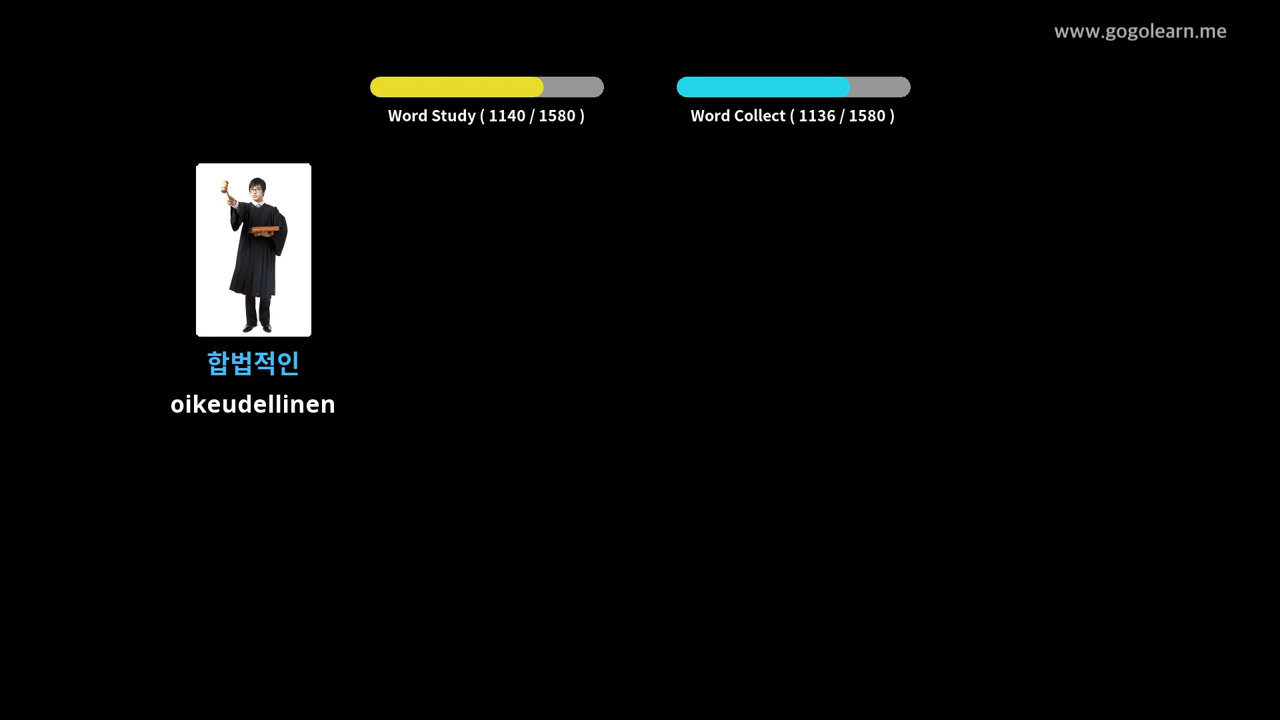 www.gogolearn.me
Word Study ( 1140 / 1580 )
Word Collect ( 1136 / 1580 )
합법적인
oikeudellinen